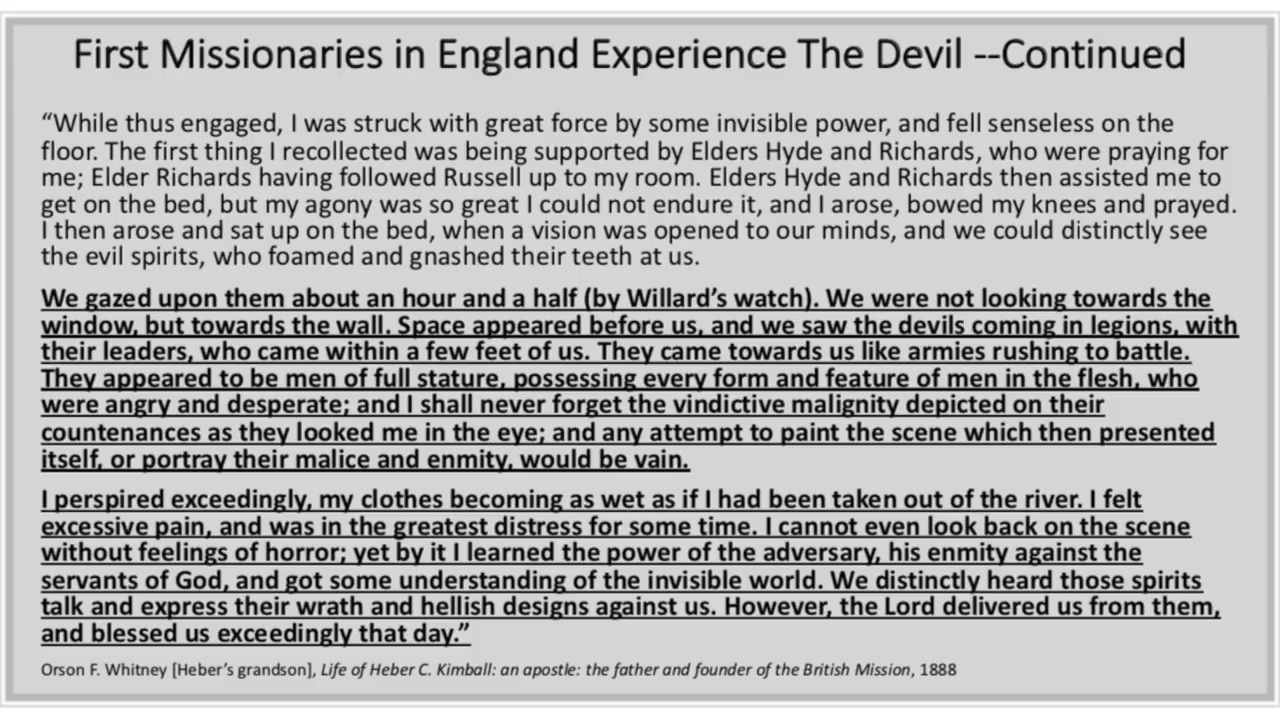 First Missionaries in England Experience The Devil --Continued
“While thus engaged, I was struck with great force by some invisible power, and fell senseless on the
floor. The first thing I recollected was being supported by Elders Hyde and Richards, who were praying for
me; Elder Richards having followed Russell up to my room. Elders Hyde and Richards then assisted me to
get on the bed, but my agony was so great I could not endure it, and I arose, bowed my knees and prayed.
I then arose and sat up on the bed, when a vision was opened to our minds, and we could distinctly see
the evil spirits, who foamed and gnashed their teeth at us.
We gazed upon them about an hour and a half (by Willard’s watch). We were not looking towards the
window, but towards the wall. Space appeared before us, and we saw the devils coming in legions, with
their leaders, who came within a few feet of us. They came towards us like armies rushing to battle.
They appeared to be men of full stature, possessing every form and feature of men in the flesh, who
were angry and desperate; and I shall never forget the vindictive malignity depicted on their
countenances as they looked me in the eye; and any attempt to paint the scene which then presented
itself, or portray their malice and enmity, would be vain.
I perspired exceedingly, my clothes becoming as wet as if I had been taken out of the river. I felt
excessive pain, and was in the greatest distress for some time. I cannot even look back on the scene
without feelings of horror; yet by it I learned the power of the adversary, his enmity against the
servants of God, and got some understanding of the invisible world. We distinctly heard those spirits
talk and express their wrath and hellish designs against us. However, the Lord delivered us from them,
and blessed us exceedingly that day.”
Orson F. Whitney [Heber’s grandson], Life of Heber C. Kimball: an apostle: the father and founder of the British Mission, 1888